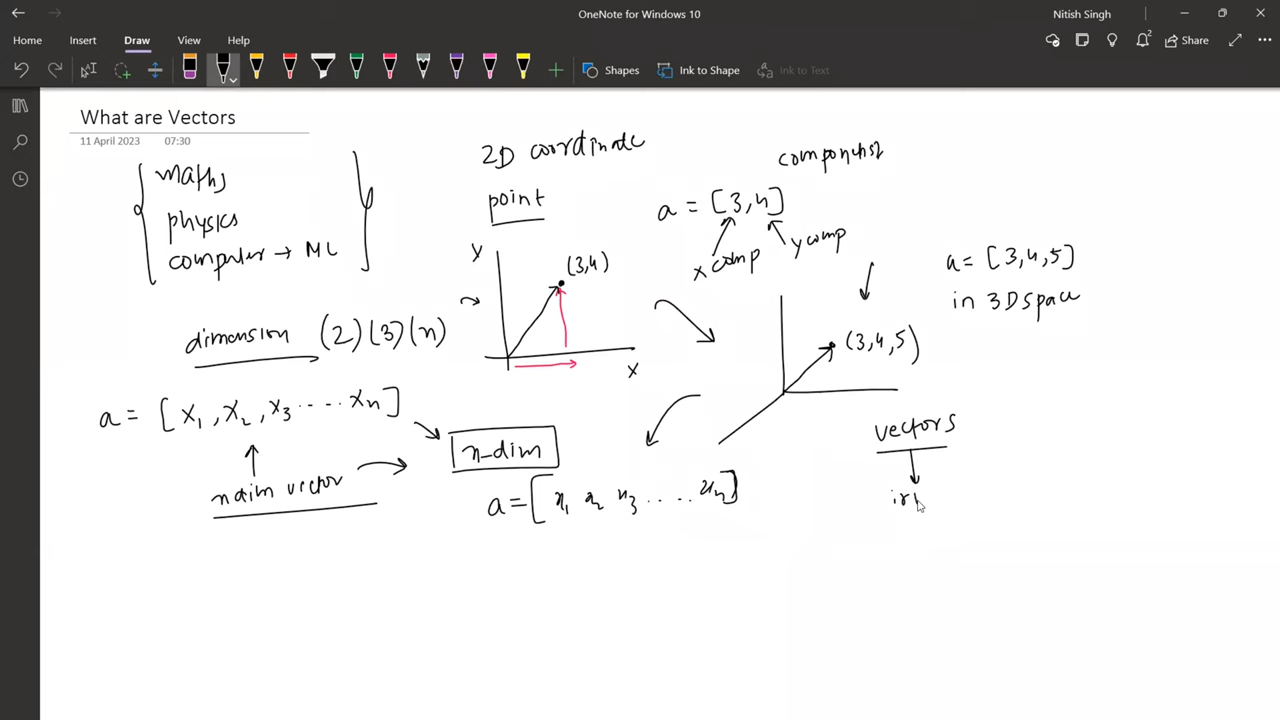 OneNote for Windows 10
Nitish Singh
Home Insert Draw View Help
Share
Shapes
Ink to Shape
Ink to Text
What are Vectors
11 April 2023 07:30
maths
physics
computer → ML
2D coordinate
point
Y
(3,4)
X
component
a = [3,4]
x comp
y comp
a = [3,4,5]
in 3D space
(3,4,5)
dimension (2) (3) (n)
a = [x₁, x₂, x₃ ..... xₙ]
n dim vector
n-dim
a = [x₁ x₂ x₃ ..... xₙ]
vectors